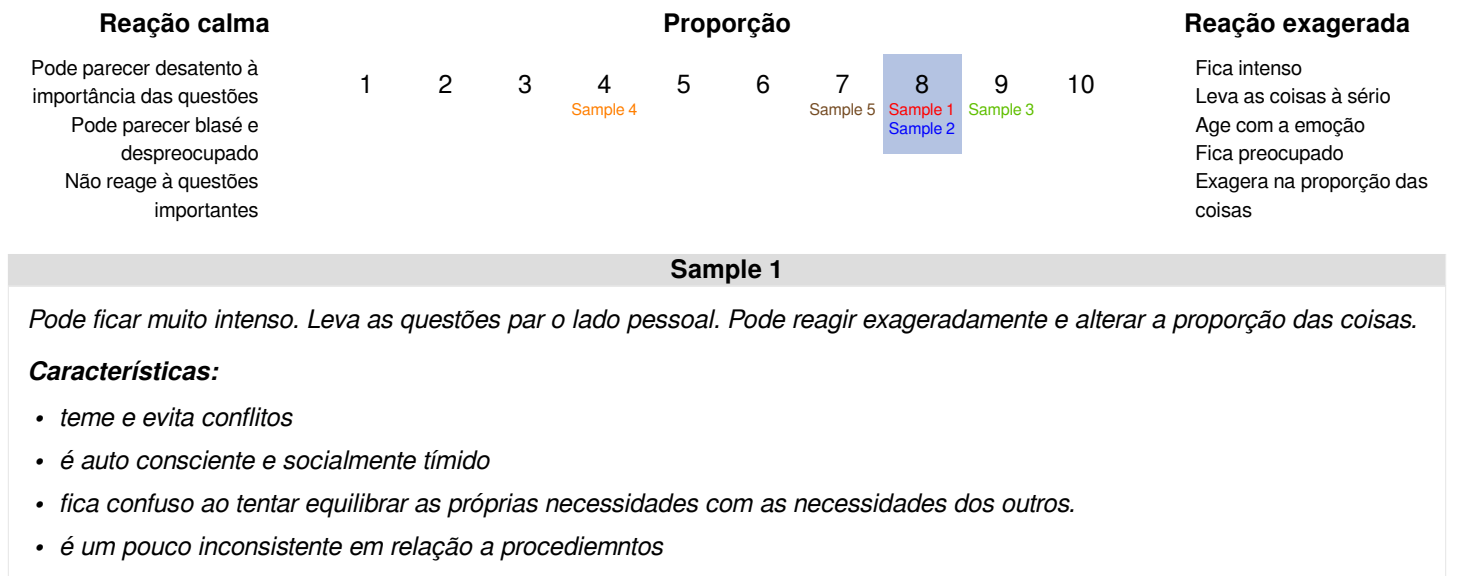 Reação calma
Proporção
Reação exagerada
Pode parecer desatento à
importância das questões
Pode parecer blasé e
despreocupado
Não reage à questões
importantes
1 2 3 4 5 6 7 8 9 10
Sample 4
Sample 5
Sample 1
Sample 3
Sample 2
Fica intenso
Leva as coisas à sério
Age com a emoção
Fica preocupado
Exagera na proporção das
coisas
Sample 1
Pode ficar muito intenso. Leva as questões par o lado pessoal. Pode reagir exageradamente e alterar a proporção das coisas.
Características:
• teme e evita conflitos
• é auto consciente e socialmente tímido
• fica confuso ao tentar equilibrar as próprias necessidades com as necessidades dos outros.
• é um pouco inconsistente em relação a procediemntos